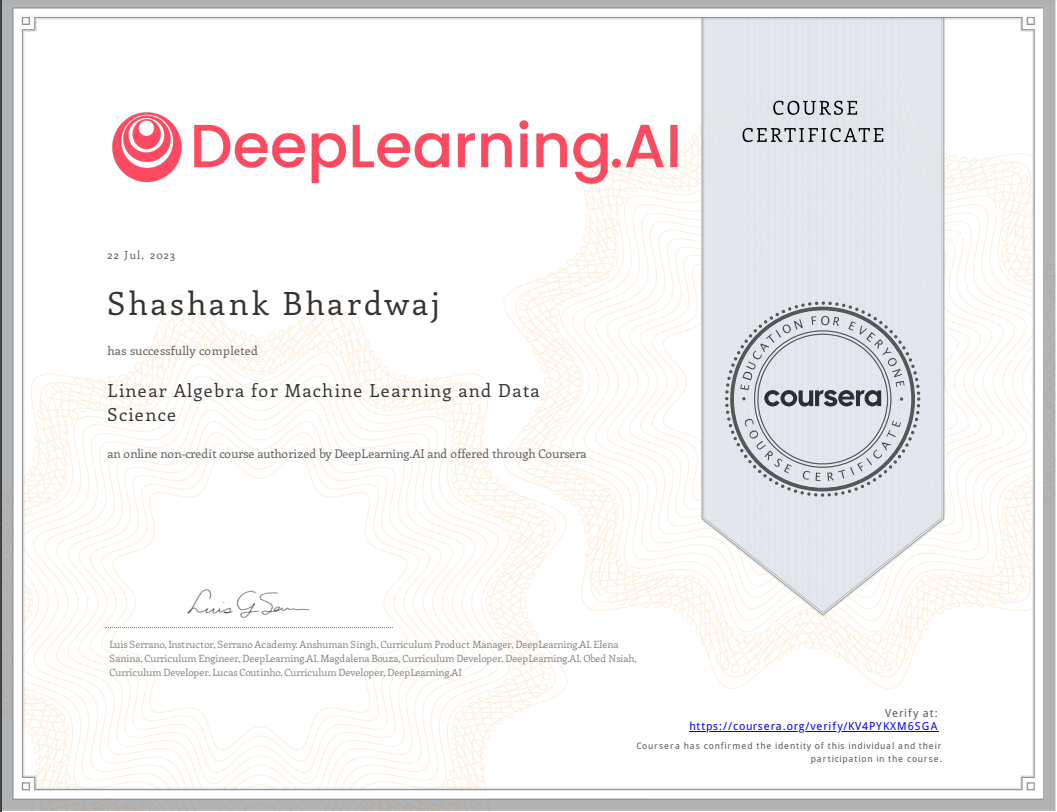 DeepLearning.AI
COURSE
CERTIFICATE
22 Jul, 2023
Shashank Bhardwaj
has successfully completed
Linear Algebra for Machine Learning and Data
Science
an online non-credit course authorized by DeepLearning.AI and offered through Coursera
EDUCATION FOR EVERYONE
coursera
COURSE CERTIFICATE
Luis G Serr
Luis Serrano, Instructor, Serrano Academy. Anshuman Singh, Curriculum Product Manager, DeepLearning.AI. Elena
Sanina, Curriculum Engineer, DeepLearning.AI. Magdalena Bouza, Curriculum Developer, DeepLearning.AI. Obed Nsiah,
Curriculum Developer. Lucas Coutinho, Curriculum Developer, DeepLearning.AI
Verify at:
https://coursera.org/verify/KV4PYKXM6SGA
Coursera has confirmed the identity of this individual and their
participation in the course.